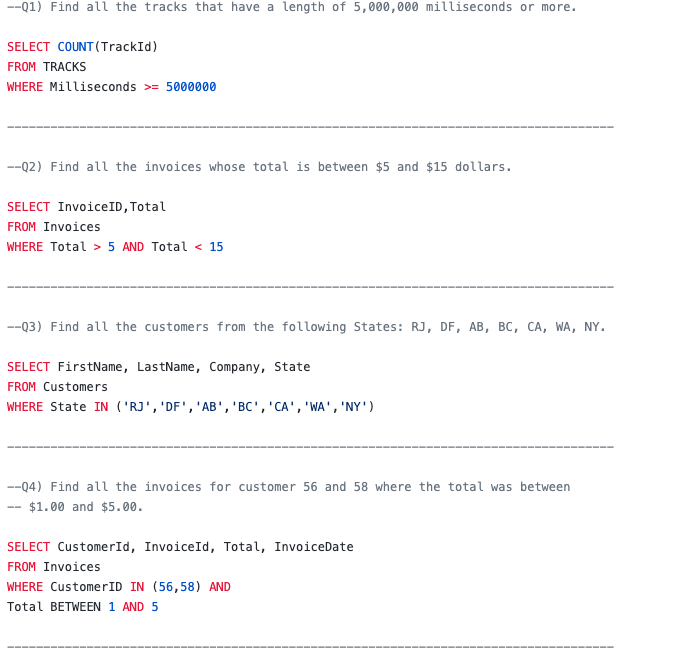 --Q1) Find all the tracks that have a length of 5,000,000 milliseconds or more.
SELECT COUNT(TrackId)
FROM TRACKS
WHERE Milliseconds >= 5000000
------------------------------------------------------------------------------------
--Q2) Find all the invoices whose total is between $5 and $15 dollars.
SELECT InvoiceID,Total
FROM Invoices
WHERE Total > 5 AND Total < 15
------------------------------------------------------------------------------------
--Q3) Find all the customers from the following States: RJ, DF, AB, BC, CA, WA, NY.
SELECT FirstName, LastName, Company, State
FROM Customers
WHERE State IN ('RJ','DF','AB','BC','CA','WA','NY')
------------------------------------------------------------------------------------
--Q4) Find all the invoices for customer 56 and 58 where the total was between
-- $1.00 and $5.00.
SELECT CustomerId, InvoiceId, Total, InvoiceDate
FROM Invoices
WHERE CustomerID IN (56,58) AND
Total BETWEEN 1 AND 5
------------------------------------------------------------------------------------